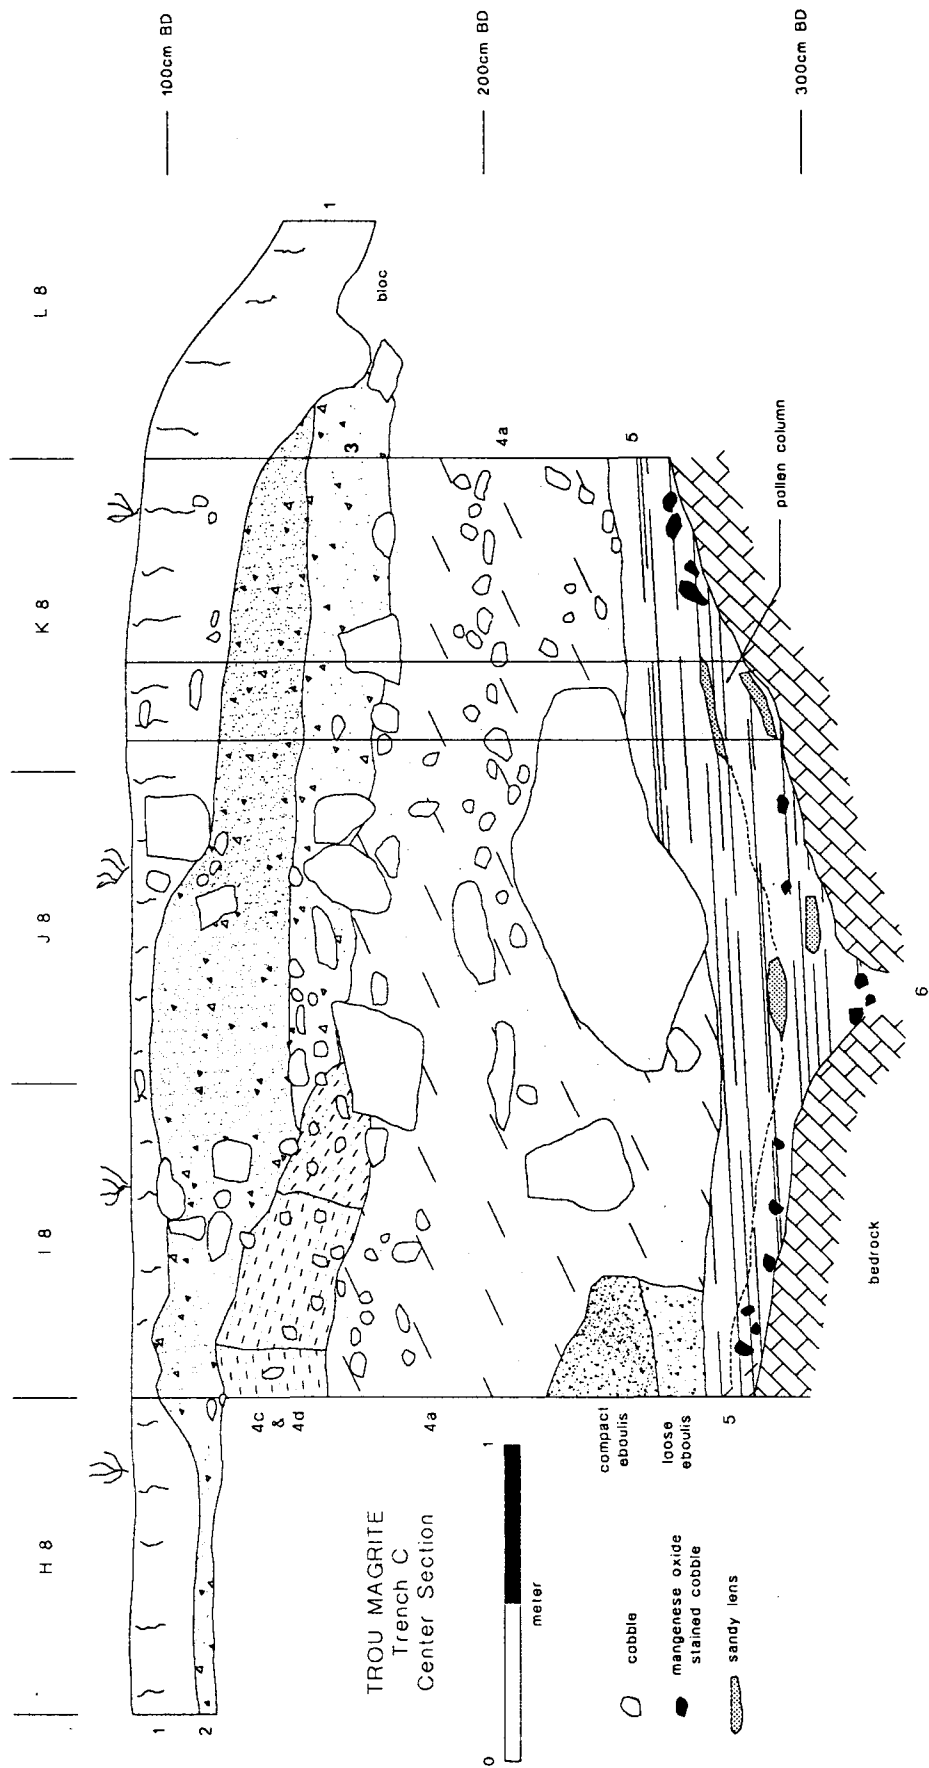 H 8
I 8
J 8
K 8
L 8
100cm BD
200cm BD
300cm BD
1
2
4c
&
4d
4a
compact
eboulis
loose
eboulis
5
1
bloc
3
4a
5
pollen column
bedrock
6
TROU MAGRITE
Trench C
Center Section
0
1
meter
cobble
mangenese oxide
stained cobble
sandy lens